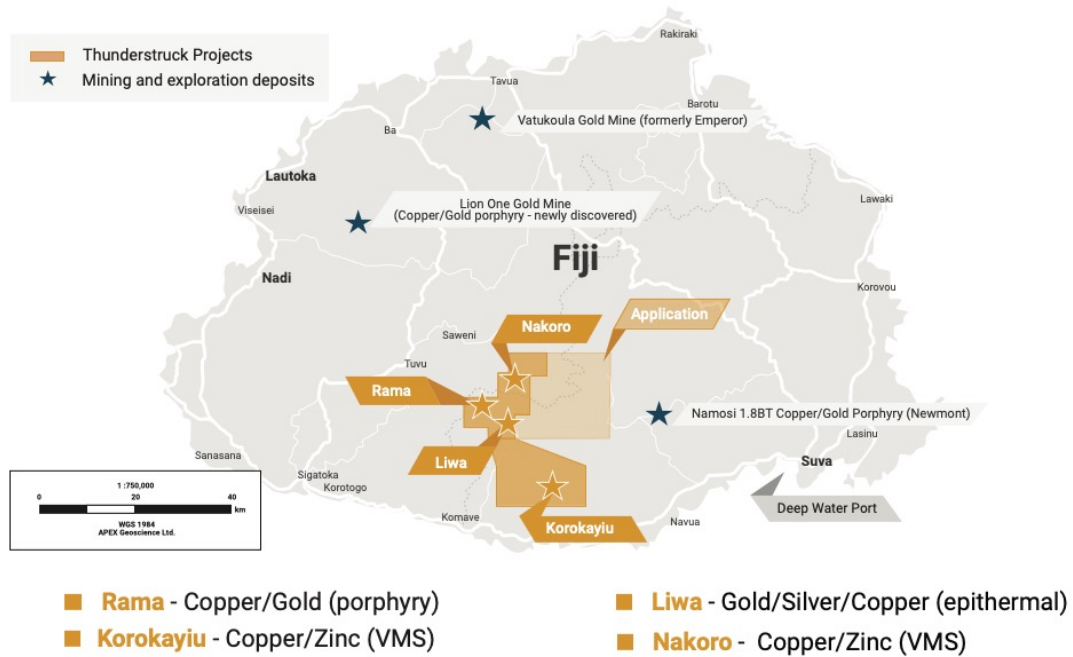 Thunderstruck Projects
Mining and exploration deposits
Rakiraki
Tavua
Barotu
Vatukoula Gold Mine (formerly Emperor)
Ba
Lautoka
Viseisei
Lion One Gold Mine
(Copper/Gold porphyry - newly discovered)
Lawaki
Fiji
Nadi
Korovou
Application
Nakoro
Saweni
Tuvu
Rama
Namosi 1.8BT Copper/Gold Porphyry (Newmont)
Lasinu
Sanasana
Liwa
Suva
Sigatoka
Korotogo
Deep Water Port
Komave
Navua
Korokayiu
1 :750,000
0 20 40
km
WGS 1984
APEX Geoscience Ltd.
Rama - Copper/Gold (porphyry)
Liwa - Gold/Silver/Copper (epithermal)
Korokayiu - Copper/Zinc (VMS)
Nakoro - Copper/Zinc (VMS)